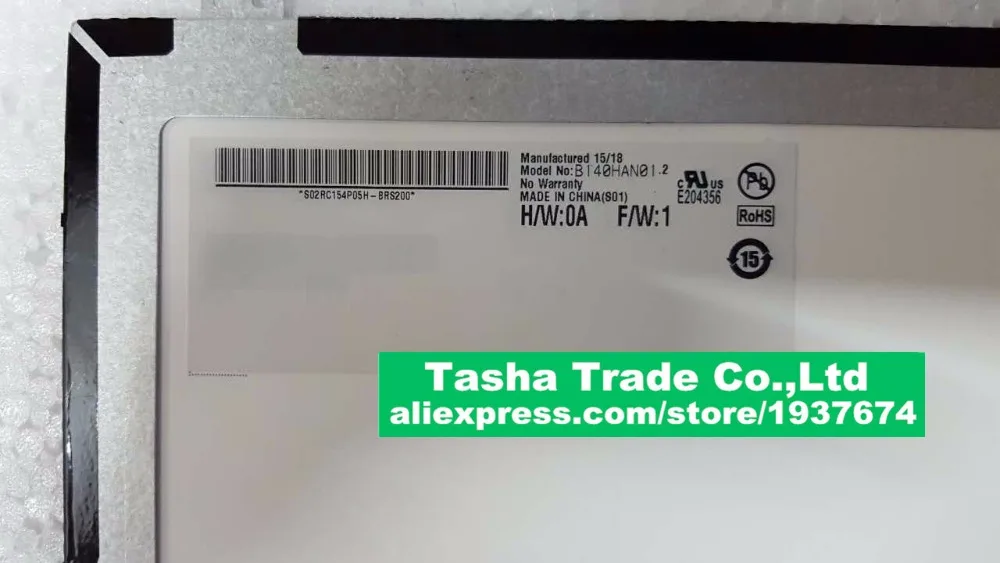 *S02RC154P05H-BRS200*
Manufactured 15/18
Model No:B140HAN01.2
No Warranty
MADE IN CHINA(S01)
H/W:0A F/W:1
c RU US
E204356
Pb
RoHS
15
Tasha Trade Co.,Ltd
aliexpress.com/store/1937674